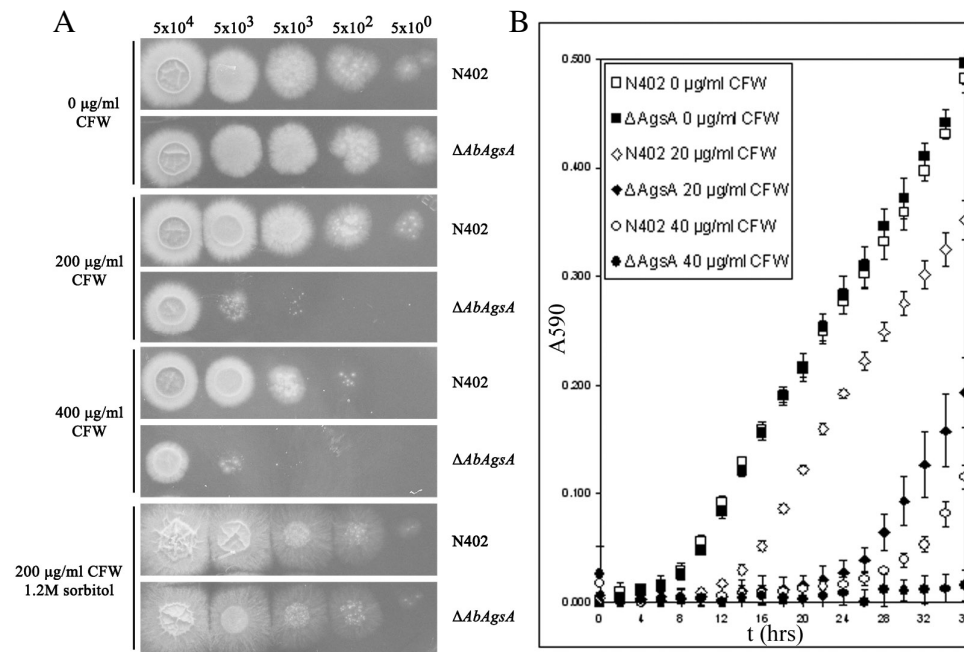 A
5x10⁴ 5x10³ 5x10³ 5x10² 5x10⁰
0 µg/ml
CFW
N402
ΔAbAgsA
200 µg/ml
CFW
N402
ΔAbAgsA
400 µg/ml
CFW
N402
ΔAbAgsA
200 µg/ml CFW
1.2M sorbitol
N402
ΔAbAgsA
B
N402 0 µg/ml CFW
ΔAgsA 0 µg/ml CFW
N402 20 µg/ml CFW
ΔAgsA 20 µg/ml CFW
N402 40 µg/ml CFW
ΔAgsA 40 µg/ml CFW
A590
0.500
0.400
0.300
0.200
0.100
0.000
0 4 8 12 16 20 24 28 32
t (hrs)